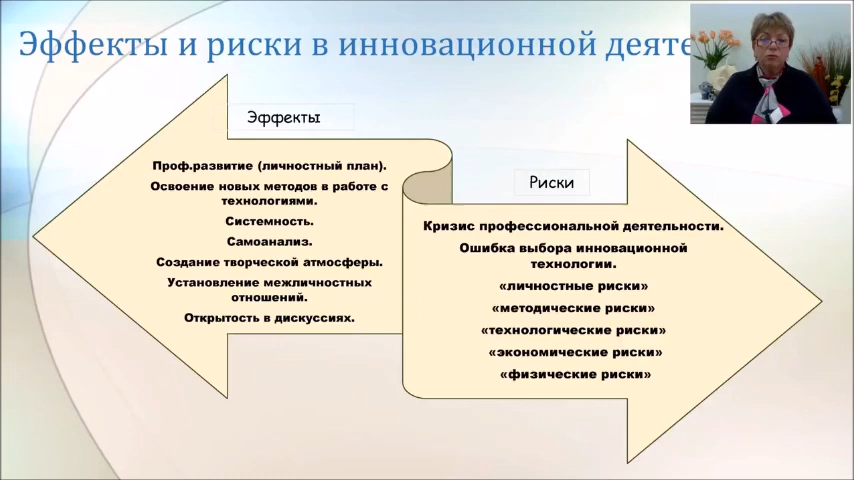 Эффекты и риски в инновационной
Эффекты
Проф.развитие (личностный план).
Освоение новых методов в работе с
технологиями.
Системность.
Самоанализ.
Создание творческой атмосферы.
Установление межличностных
отношений.
Открытость в дискуссиях.
Риски
Кризис профессиональной деятельности.
Ошибка выбора инновационной
технологии.
«личностные риски»
«методические риски»
«технологические риски»
«экономические риски»
«физические риски»